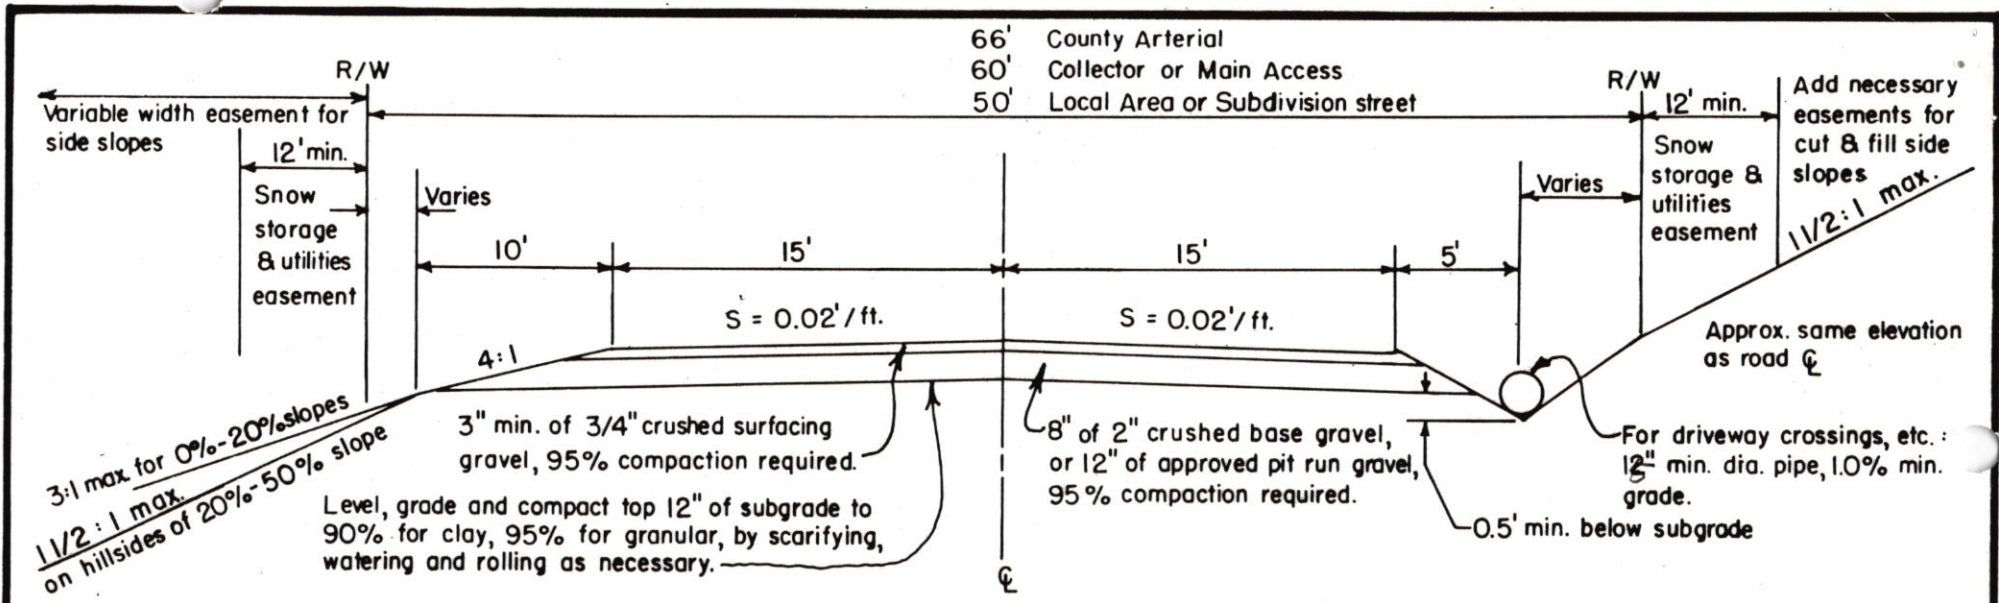 66' County Arterial
60' Collector or Main Access
50' Local Area or Subdivision street
R/W
R/W
Variable width easement for
side slopes
12' min.
Snow
storage
& utilities
easement
Varies
10'
15'
15'
5'
Varies
12' min.
Snow
storage &
utilities
easement
Add necessary
easements for
cut & fill side
slopes
1 1/2:1 max.
S = 0.02'/ft.
S = 0.02'/ft.
4:1
Approx. same elevation
as road ℄
3:1 max for 0%-20% slopes
1 1/2 : 1 max.
on hillsides of 20%-50% slope
3" min. of 3/4" crushed surfacing
gravel, 95% compaction required.
Level, grade and compact top 12" of subgrade to
90% for clay, 95% for granular, by scarifying,
watering and rolling as necessary.
8" of 2" crushed base gravel,
or 12" of approved pit run gravel,
95% compaction required.
For driveway crossings, etc. :
min. dia. pipe, 1.0% min.
grade.
0.5' min. below subgrade
℄